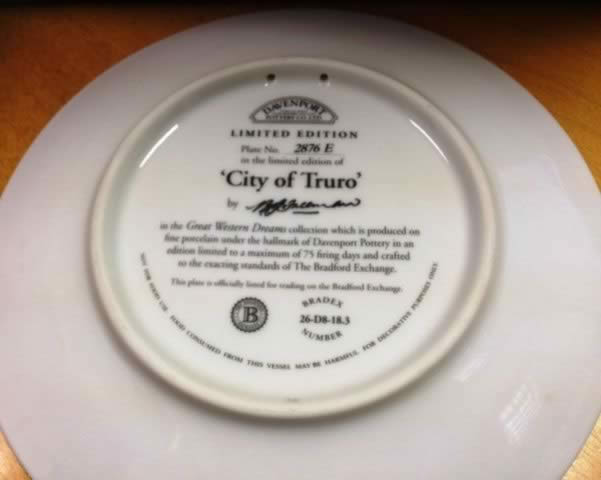 DAVENPORT
POTTERY CO. LTD.
LIMITED EDITION
Plate No. 2876 E
in the limited edition of
'City of Truro'
by
in the Great Western Dreams collection which is produced on
fine porcelain under the hallmark of Davenport Pottery in an
edition limited to a maximum of 75 firing days and crafted
to the exacting standards of The Bradford Exchange.
This plate is officially listed for trading on the Bradford Exchange.
B
BRADEX
26-D8-18.3
NUMBER
NOT FOR FOOD USE. FOOD CONSUMED FROM THIS VESSEL MAY BE HARMFUL. FOR DECORATIVE PURPOSES ONLY.